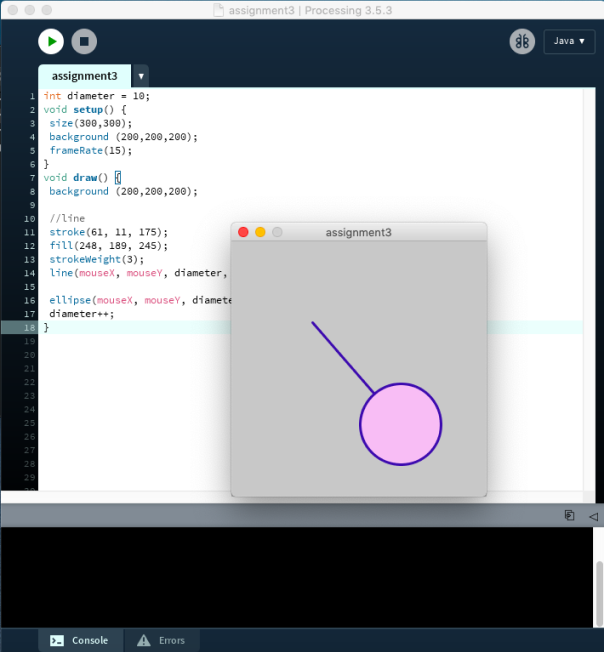 assignment3 | Processing 3.5.3
Java ▼
assignment3 ▼
1 int diameter = 10;
2 void setup() {
3 size(300,300);
4 background (200,200,200);
5 frameRate(15);
6 }
7 void draw() {
8 background (200,200,200);
9
10 //line
11 stroke(61, 11, 175);
12 fill(248, 189, 245);
13 strokeWeight(3);
14 line(mouseX, mouseY, diameter,
15
16 ellipse(mouseX, mouseY, diamete
17 diameter++;
18 }
19
20
21
22
23
24
25
26
27
28
29
assignment3
Console Errors